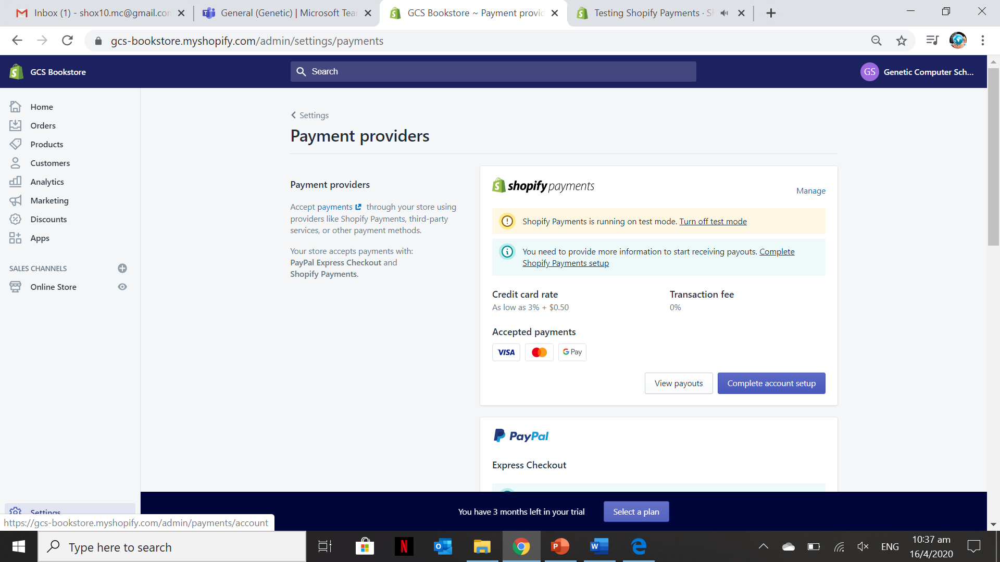 Inbox (1) - shox10.mc@gmail.con
General (Genetic) | Microsoft Tear
GCS Bookstore ~ Payment provid
Testing Shopify Payments · Sh
gcs-bookstore.myshopify.com/admin/settings/payments
GCS Bookstore
Search
GS
Genetic Computer Sch...
Home
Orders
Products
Customers
Analytics
Marketing
Discounts
Apps
SALES CHANNELS
Online Store
Settings
Payment providers
Payment providers
Accept payments through your store using
providers like Shopify Payments, third-party
services, or other payment methods.
Your store accepts payments with:
PayPal Express Checkout and
Shopify Payments.
shopify payments
Manage
Shopify Payments is running on test mode. Turn off test mode
You need to provide more information to start receiving payouts. Complete
Shopify Payments setup
Credit card rate
As low as 3% + $0.50
Transaction fee
0%
Accepted payments
VISA
G Pay
View payouts
Complete account setup
PayPal
Express Checkout
Settings
You have 3 months left in your trial
Select a plan
https://gcs-bookstore.myshopify.com/admin/payments/account
Type here to search
ENG
10:37 am
16/4/2020